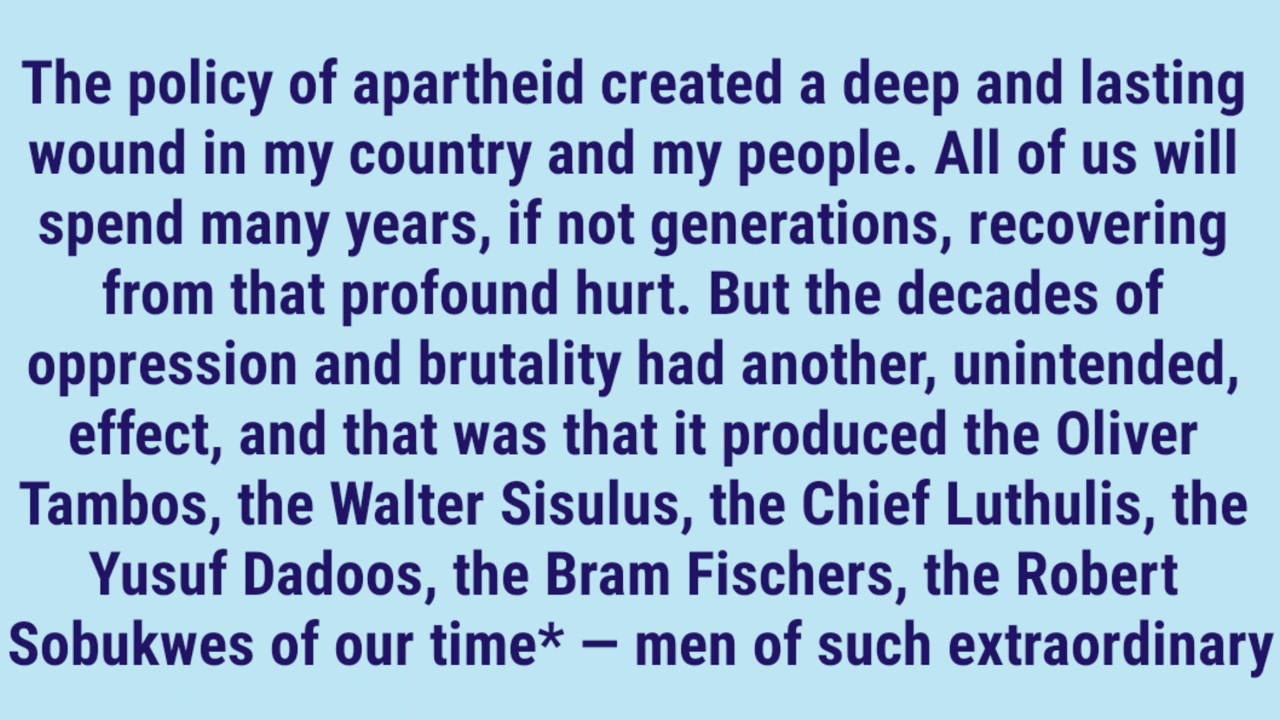 The policy of apartheid created a deep and lasting
wound in my country and my people. All of us will
spend many years, if not generations, recovering
from that profound hurt. But the decades of
oppression and brutality had another, unintended,
effect, and that was that it produced the Oliver
Tambos, the Walter Sisulus, the Chief Luthulis, the
Yusuf Dadoos, the Bram Fischers, the Robert
Sobukwes of our time* — men of such extraordinary